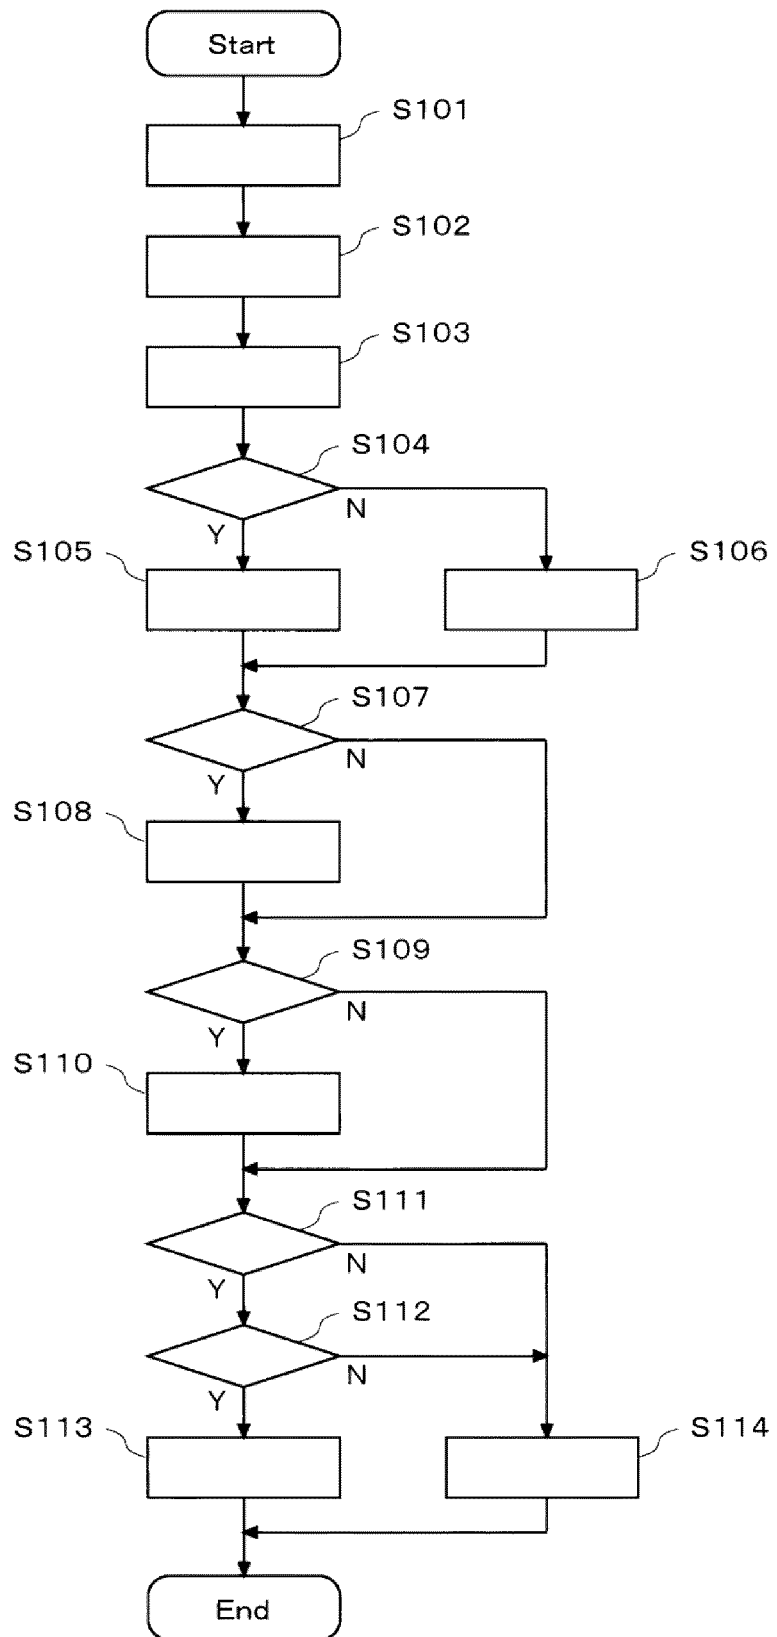 Start
S101
S102
S103
S104
N
Y
S105
S106
S107
N
Y
S108
S109
N
Y
S110
S111
N
Y
S112
N
Y
S113
S114
End